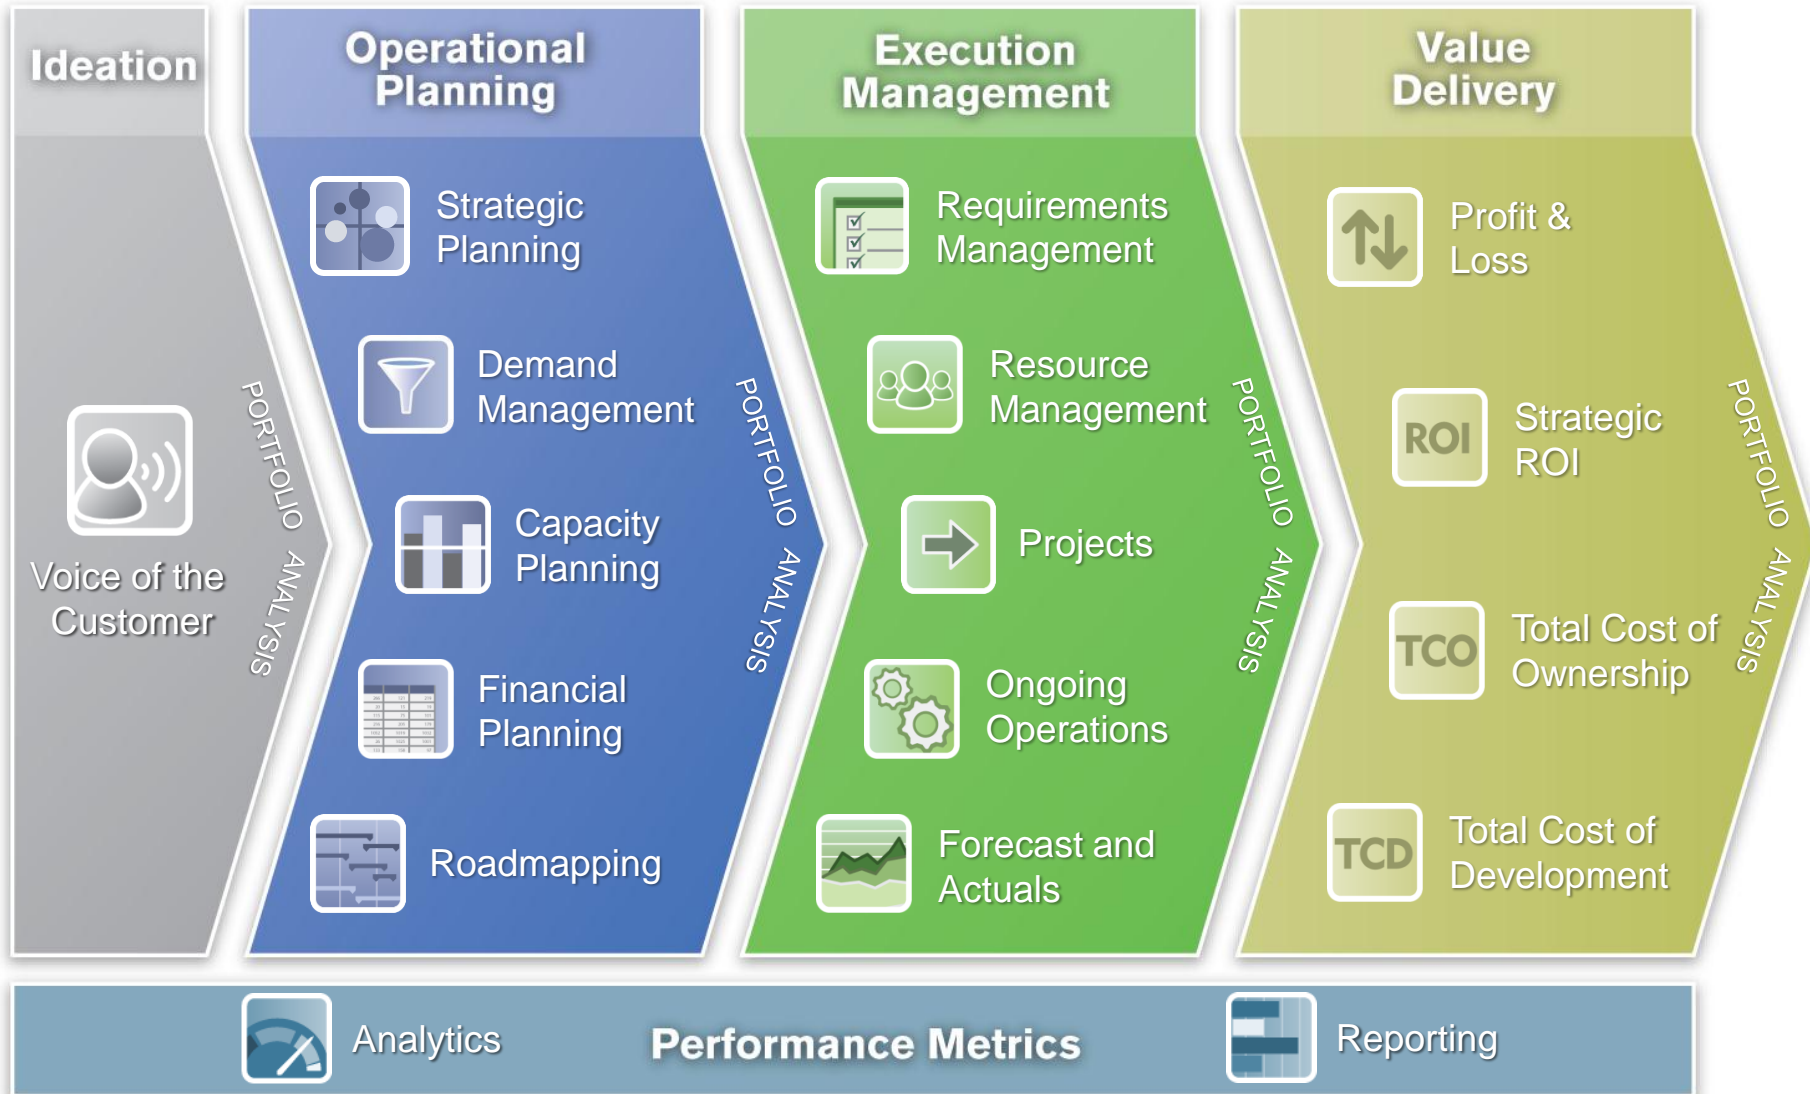 Ideation
Voice of the
Customer
PORTFOLIO ANALYSIS
Operational
Planning
Strategic
Planning
Demand
Management
Capacity
Planning
Financial
Planning
Roadmapping
PORTFOLIO ANALYSIS
Execution
Management
Requirements
Management
Resource
Management
Projects
Ongoing
Operations
Forecast and
Actuals
PORTFOLIO ANALYSIS
Value
Delivery
Profit &
Loss
ROI
Strategic
ROI
TCO
Total Cost of
Ownership
TCD
Total Cost of
Development
PORTFOLIO ANALYSIS
Analytics
Performance Metrics
Reporting